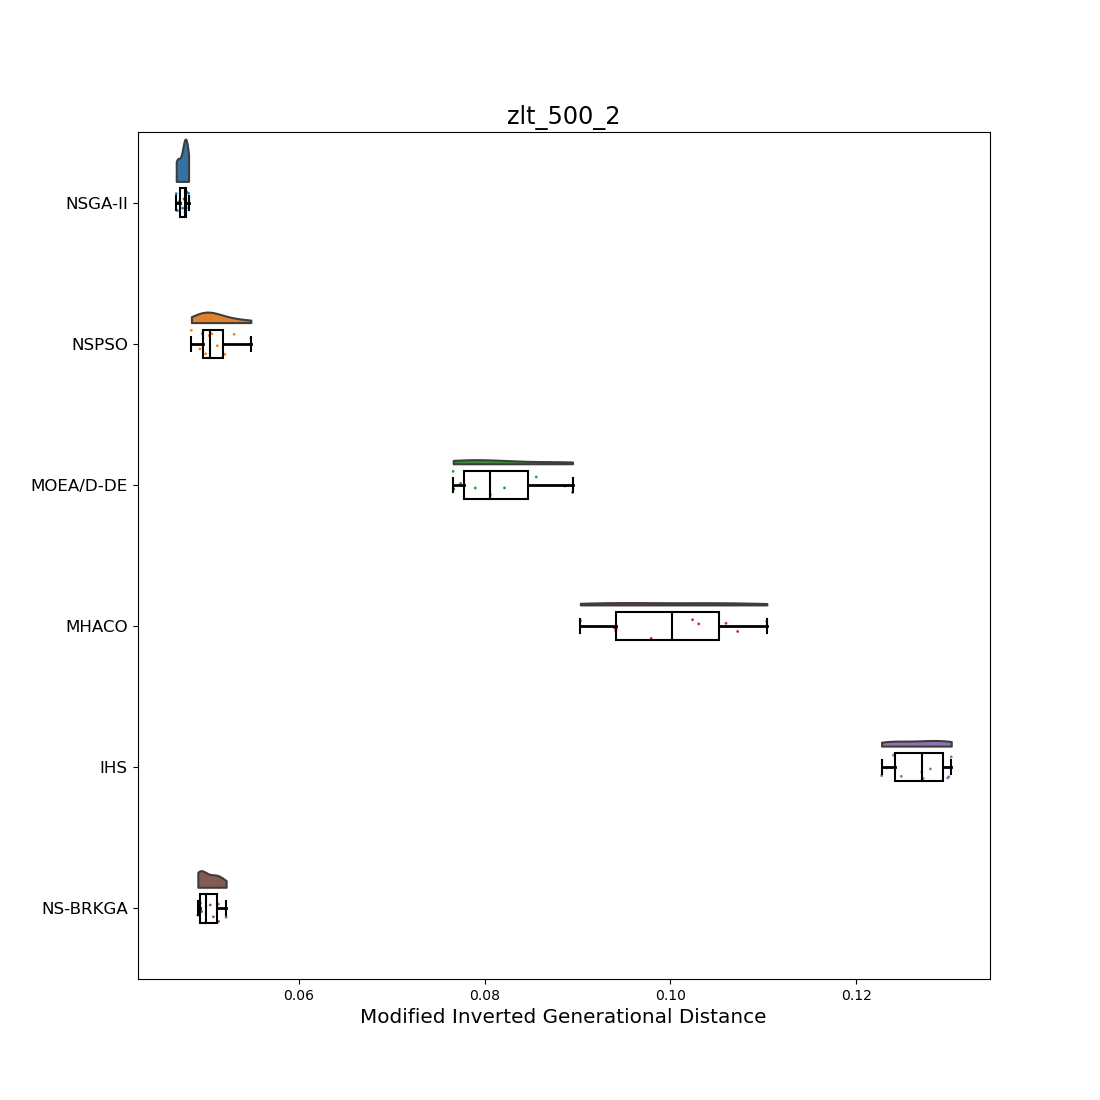 zlt_500_2
NSGA-II
NSPSO
MOEA/D-DE
MHACO
IHS
NS-BRKGA
0.06 0.08 0.10 0.12
Modified Inverted Generational Distance